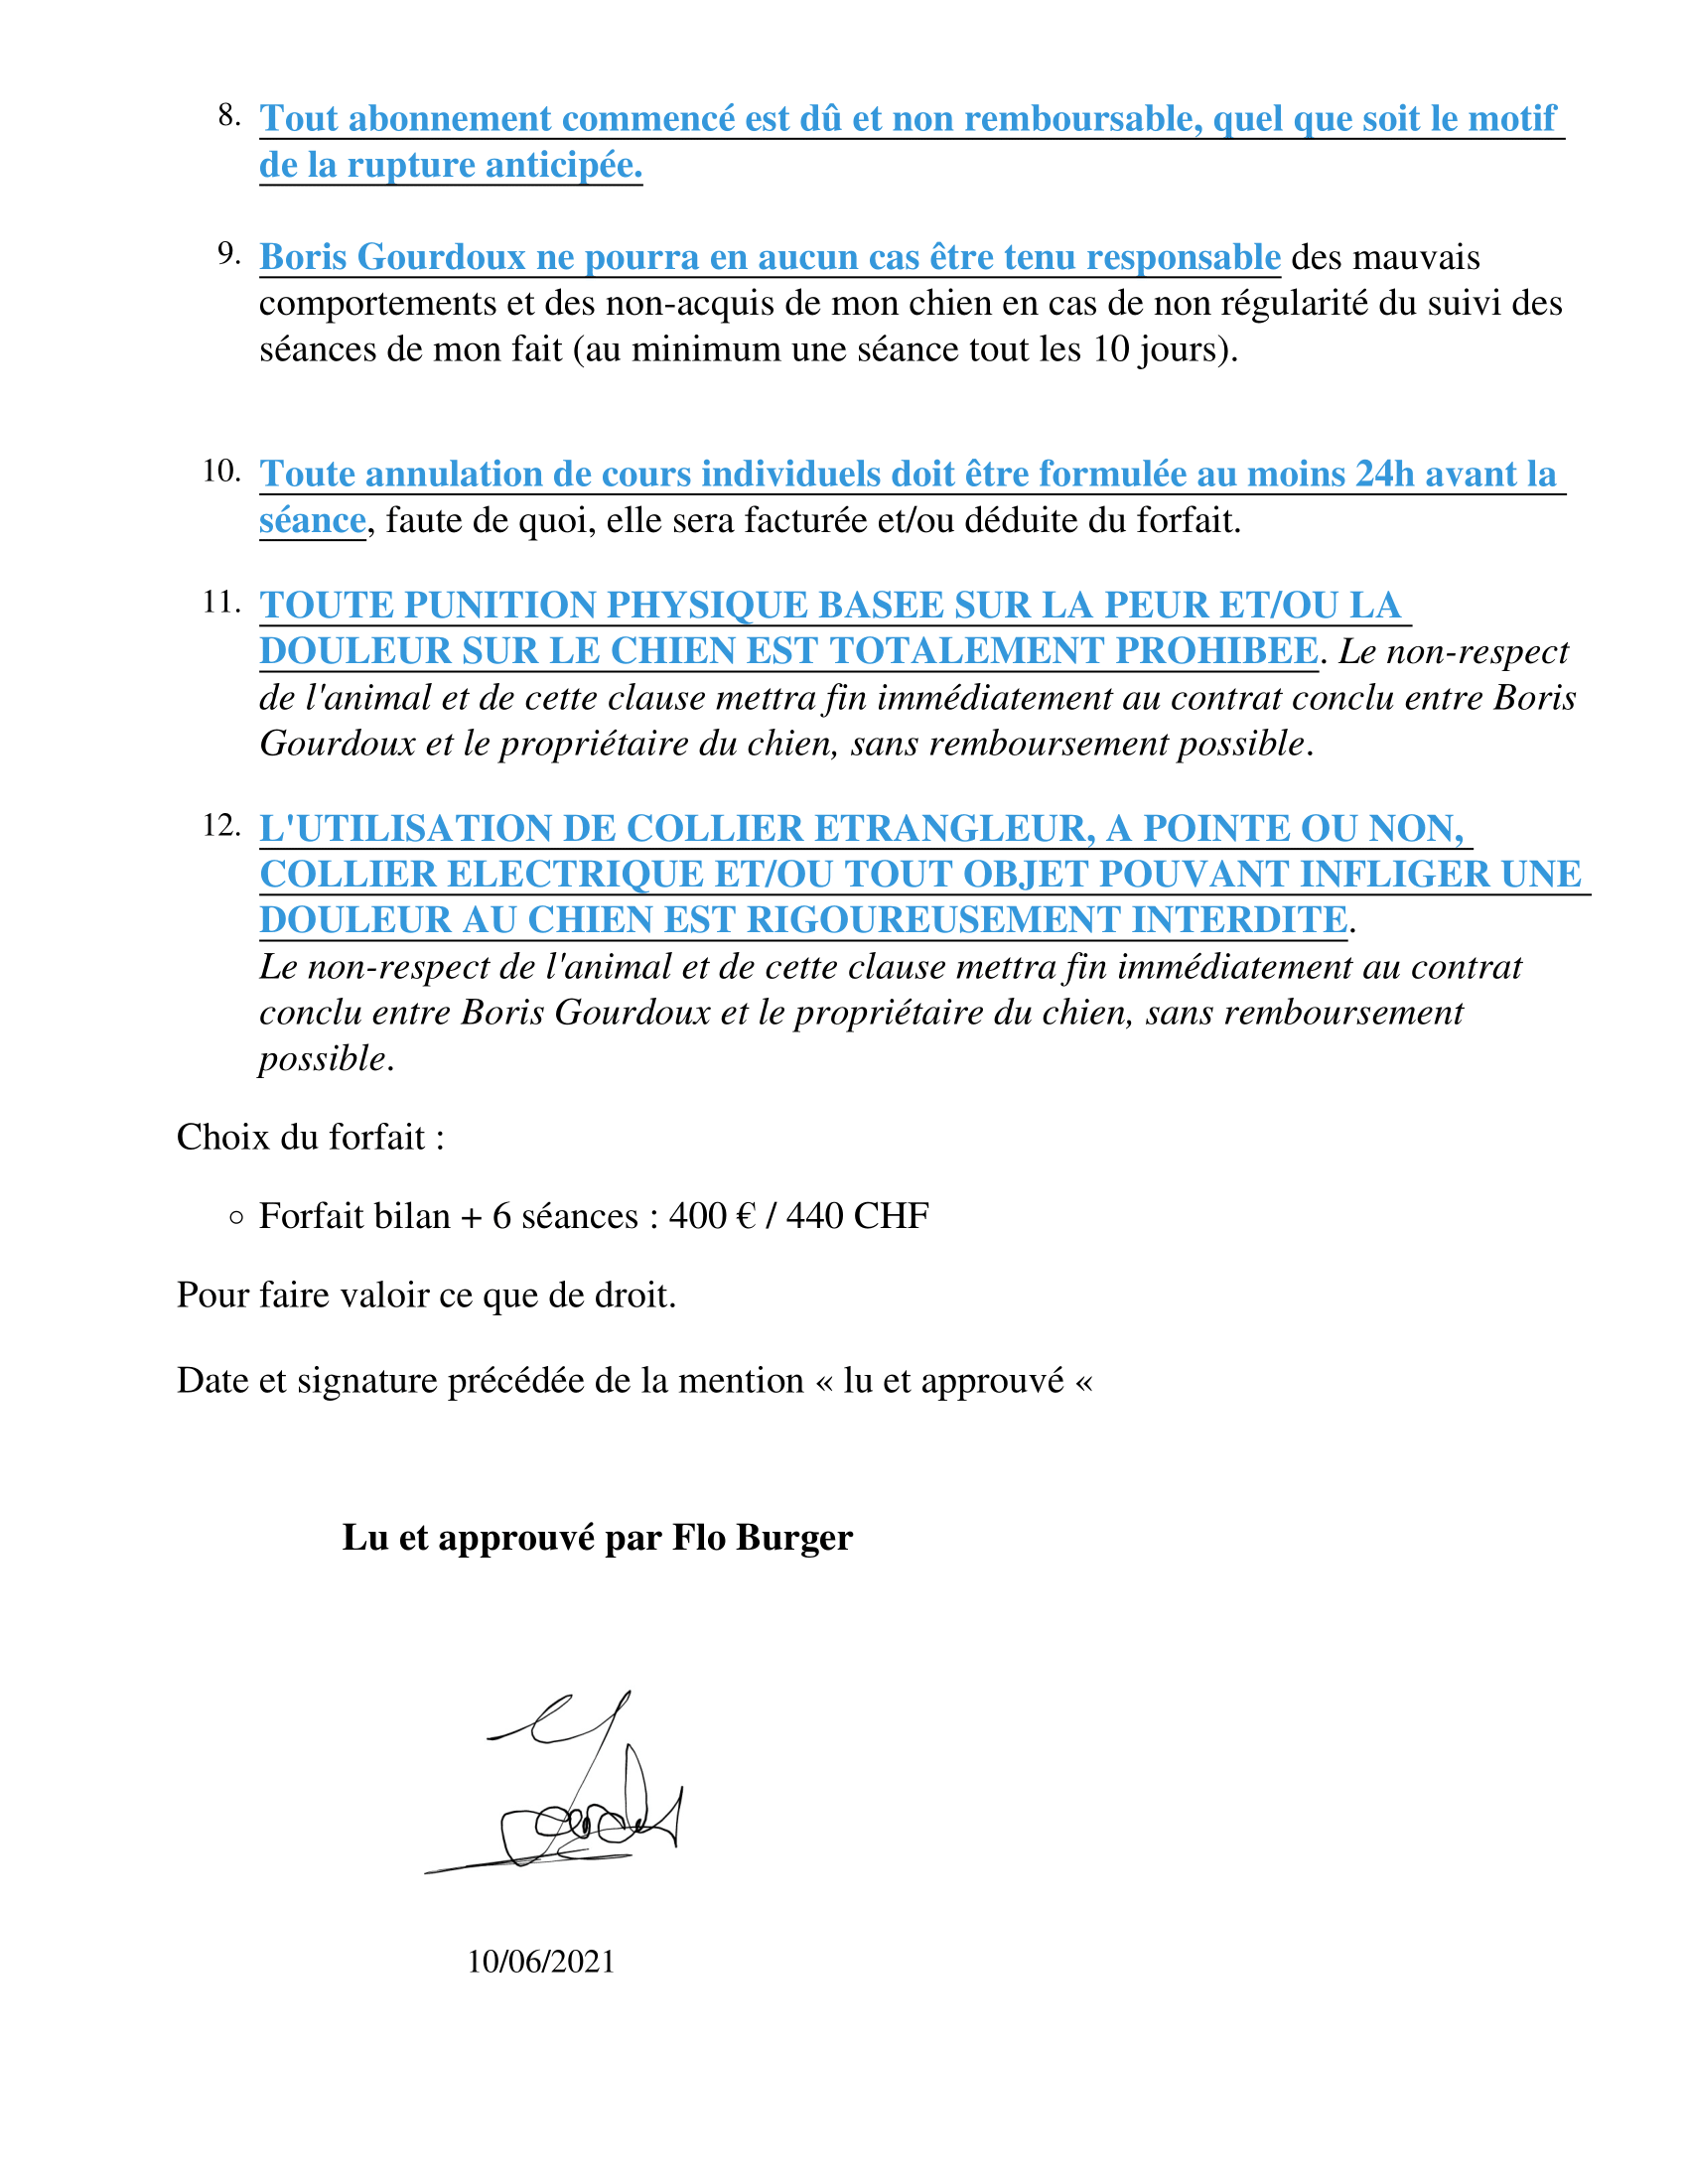 8. Tout abonnement commencé est dû et non remboursable, quel que soit le motif
de la rupture anticipée.
9. Boris Gourdoux ne pourra en aucun cas être tenu responsable des mauvais
comportements et des non-acquis de mon chien en cas de non régularité du suivi des
séances de mon fait (au minimum une séance tout les 10 jours).
10. Toute annulation de cours individuels doit être formulée au moins 24h avant la
séance, faute de quoi, elle sera facturée et/ou déduite du forfait.
11. TOUTE PUNITION PHYSIQUE BASEE SUR LA PEUR ET/OU LA
DOULEUR SUR LE CHIEN EST TOTALEMENT PROHIBEE. Le non-respect
de l'animal et de cette clause mettra fin immédiatement au contrat conclu entre Boris
Gourdoux et le propriétaire du chien, sans remboursement possible.
12. L'UTILISATION DE COLLIER ETRANGLEUR, A POINTE OU NON,
COLLIER ELECTRIQUE ET/OU TOUT OBJET POUVANT INFLIGER UNE
DOULEUR AU CHIEN EST RIGOUREUSEMENT INTERDITE.
Le non-respect de l'animal et de cette clause mettra fin immédiatement au contrat
conclu entre Boris Gourdoux et le propriétaire du chien, sans remboursement
possible.
Choix du forfait :
◦ Forfait bilan + 6 séances : 400 € / 440 CHF
Pour faire valoir ce que de droit.
Date et signature précédée de la mention « lu et approuvé «
Lu et approuvé par Flo Burger
10/06/2021